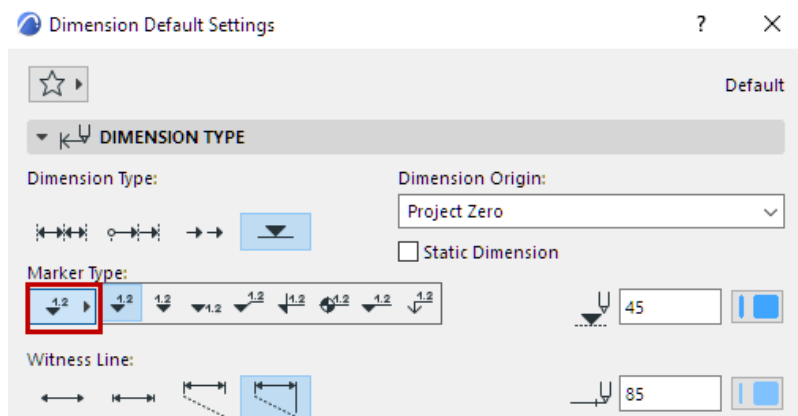 Dimension Default Settings ?
Default
DIMENSION TYPE
Dimension Type:
Dimension Origin:
Project Zero
Static Dimension
Marker Type:
1.2 1.2 1.2 1.2 1.2 1.2 1.2 1.2 1.2
45
Witness Line:
85